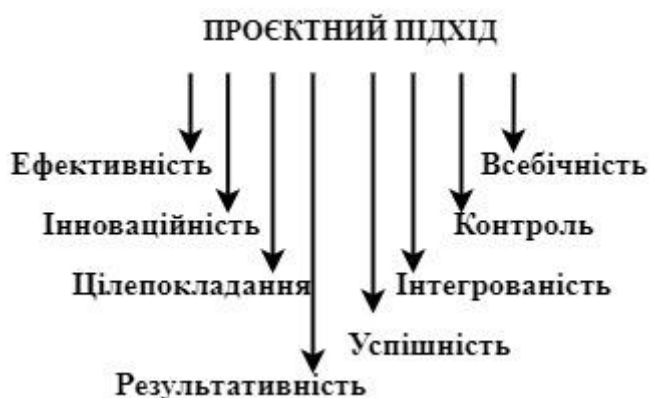 ПРОЄКТНИЙ ПІДХІД
Ефективність
Всебічність
Інноваційність
Контроль
Цілепокладання
Інтегрованість
Успішність
Результативність